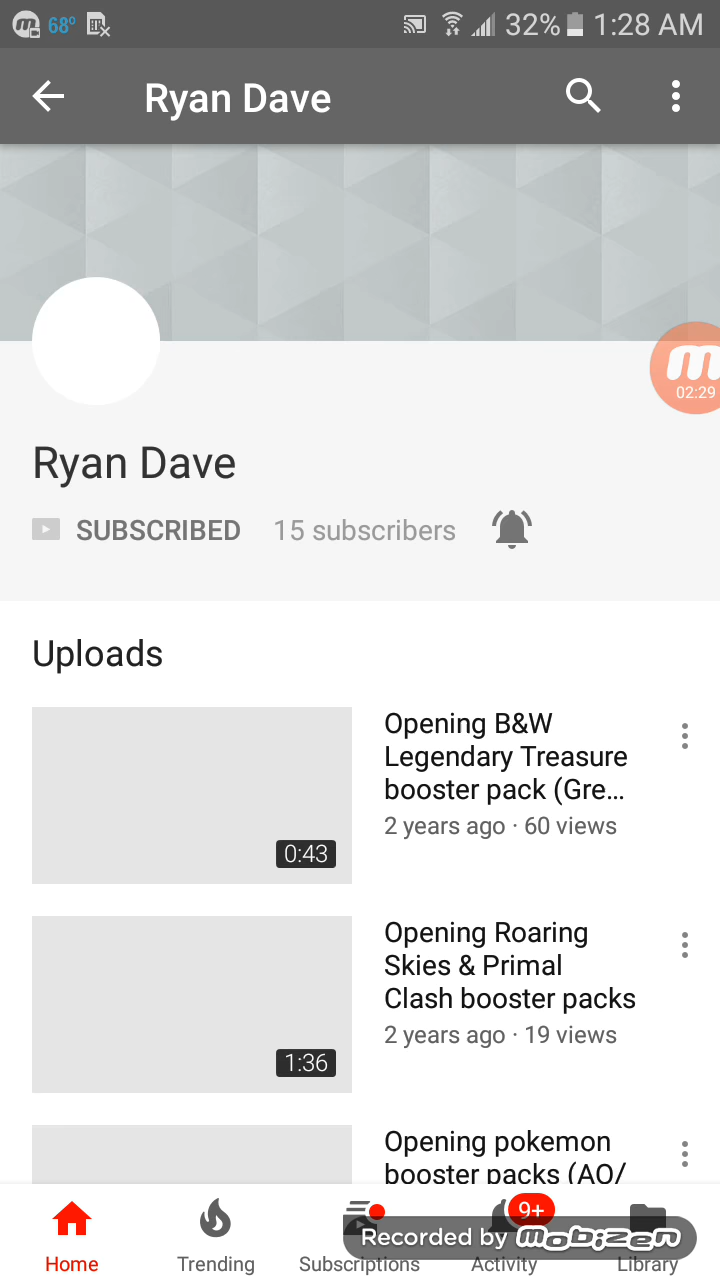 68° 32% 1:28 AM
Ryan Dave
m
02:29
Ryan Dave
SUBSCRIBED 15 subscribers
Uploads
Opening B&W
Legendary Treasure
booster pack (Gre...
2 years ago · 60 views
0:43
Opening Roaring
Skies & Primal
Clash booster packs
2 years ago · 19 views
1:36
Opening pokemon
booster packs (AO/
9+
Recorded by mobizen
Home Trending Subscriptions Activity Library